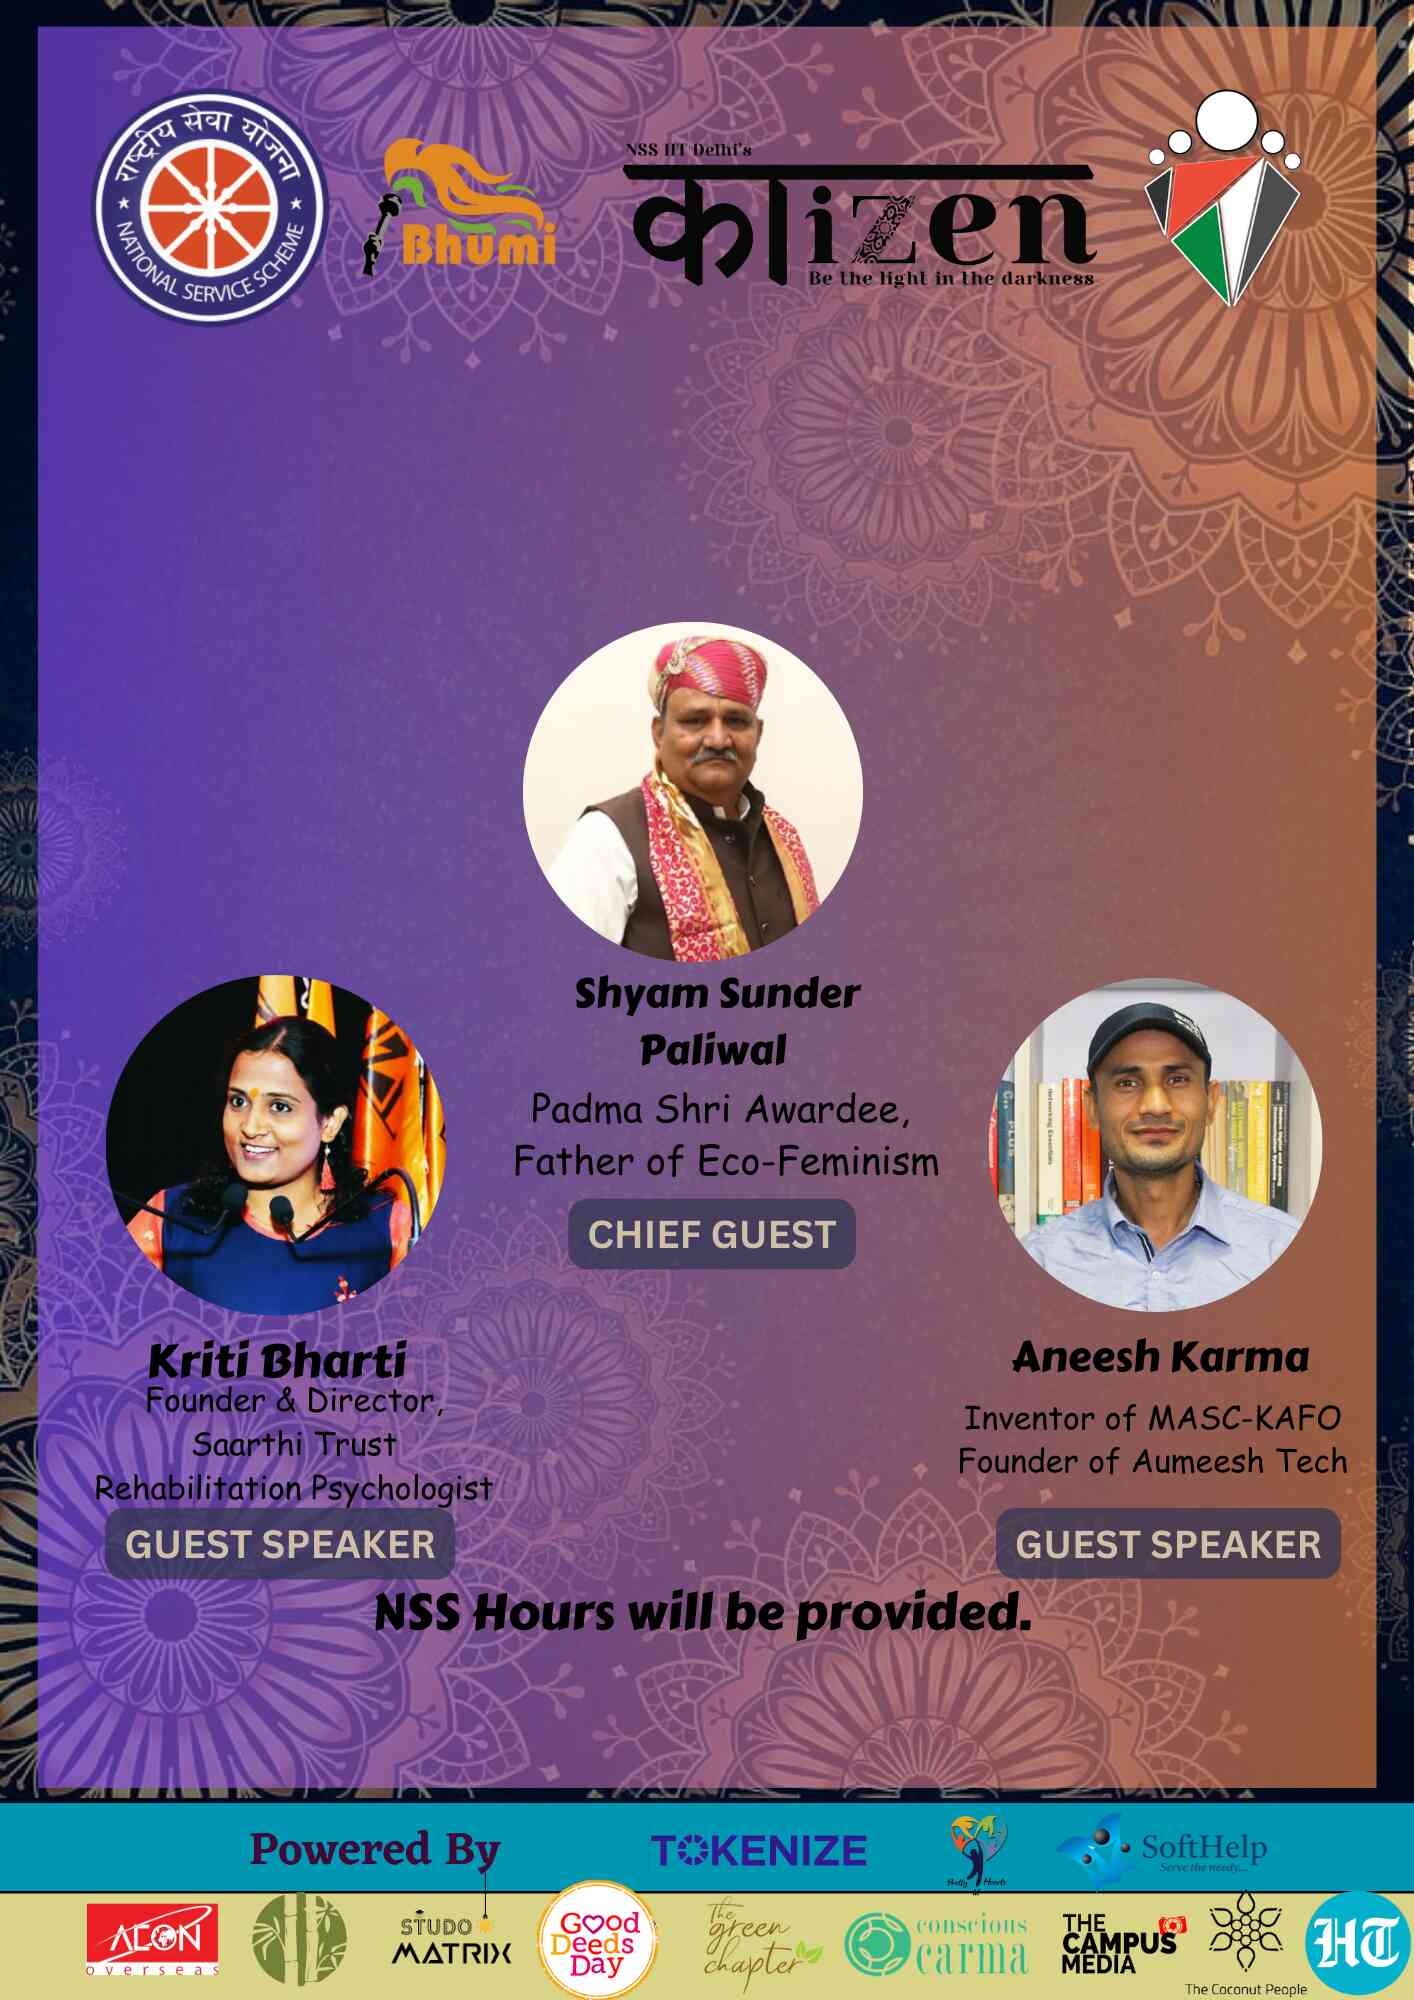 राष्ट्रीय सेवा योजना
NATIONAL SERVICE SCHEME
Bhumi
NSS IIT Delhi's
काizen
Be the light in the darkness
Shyam Sunder
Paliwal
Padma Shri Awardee,
Father of Eco-Feminism
CHIEF GUEST
Kriti Bharti
Founder & Director,
Saarthi Trust
Rehabilitation Psychologist
GUEST SPEAKER
Aneesh Karma
Inventor of MASC-KAFO
Founder of Aumeesh Tech
GUEST SPEAKER
NSS Hours will be provided.
Powered By
TOKENIZE
SoftHelp
Serve the needy...
ALON
overseas
STUDO
MATRIX
Good
Deeds
Day
the
green
chapter
conscious
carma
THE
CAMPUS
MEDIA
The Coconut People
HT